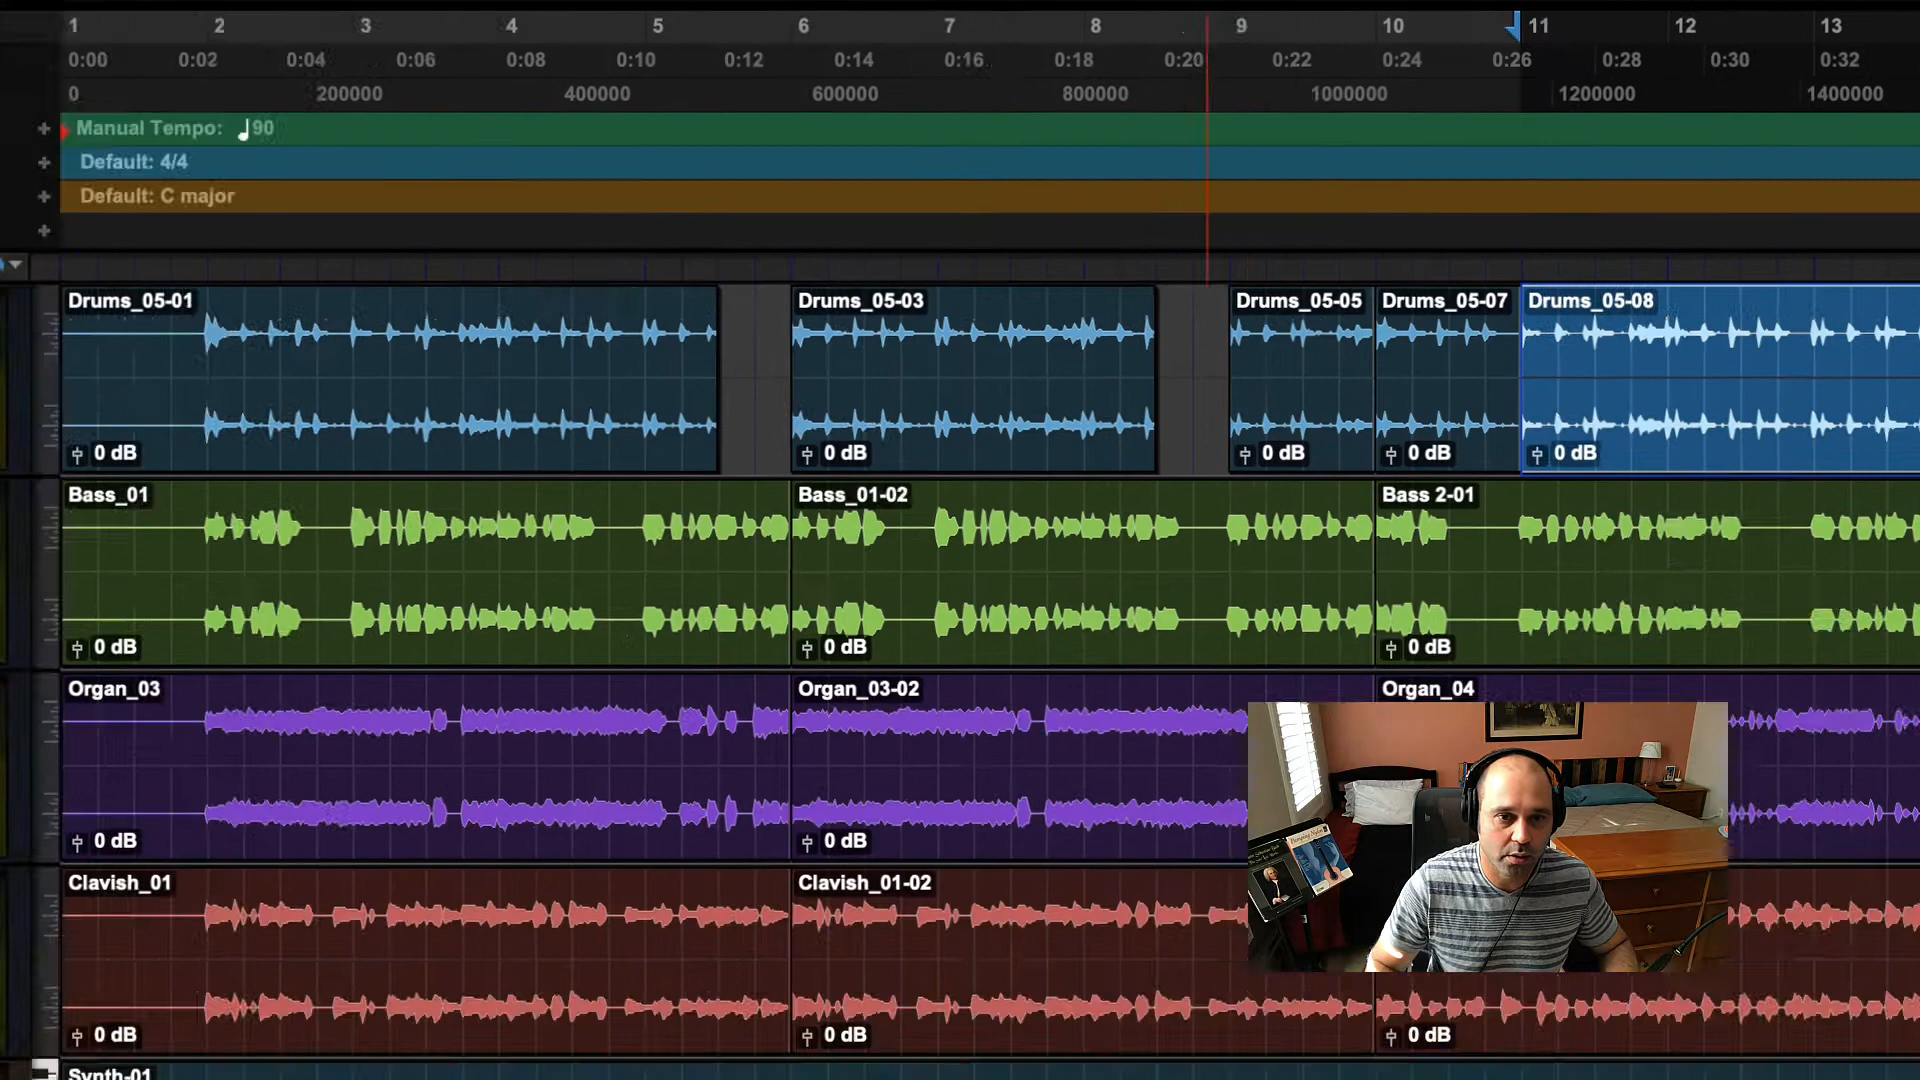 1 2 3 4 5 6 7 8 9 10 11 12 13
0:00 0:02 0:04 0:06 0:08 0:10 0:12 0:14 0:16 0:18 0:20 0:22 0:24 0:26 0:28 0:30 0:32
0 200000 400000 600000 800000 1000000 1200000 1400000
Manual Tempo: ♩90
Default: 4/4
Default: C major
Drums_05-01 Drums_05-03 Drums_05-05 Drums_05-07 Drums_05-08
0 dB 0 dB 0 dB 0 dB 0 dB
Bass_01 Bass_01-02 Bass 2-01
0 dB 0 dB 0 dB
Organ_03 Organ_03-02 Organ_04
0 dB 0 dB
Clavish_01 Clavish_01-02
0 dB 0 dB 0 dB
Synth-01